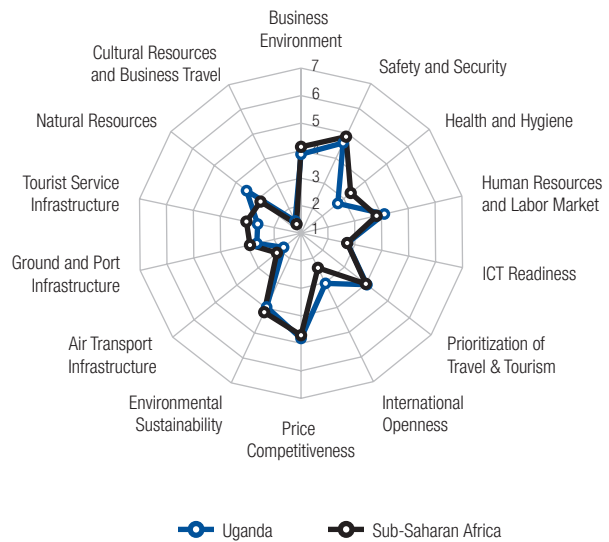 Business
Environment
Safety and Security
Health and Hygiene
Human Resources
and Labor Market
ICT Readiness
Prioritization of
Travel & Tourism
International
Openness
Price
Competitiveness
Environmental
Sustainability
Air Transport
Infrastructure
Ground and Port
Infrastructure
Tourist Service
Infrastructure
Natural Resources
Cultural Resources
and Business Travel
7
6
5
3
2
1
Uganda
Sub-Saharan Africa